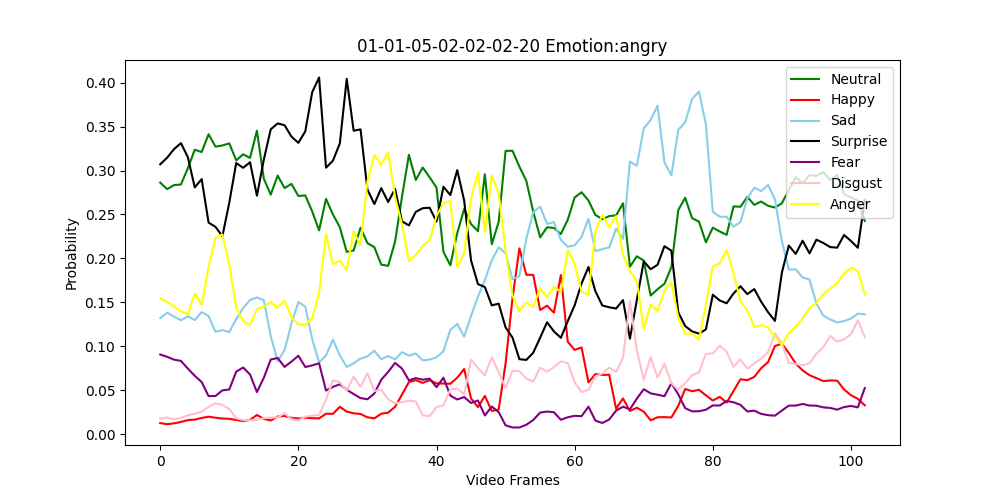 01-01-05-02-02-02-20 Emotion:angry
Probability
0.40
0.35
0.30
0.25
0.20
0.15
0.10
0.05
0.00
0 20 40 60 80 100
Video Frames
Neutral
Happy
Sad
Surprise
Fear
Disgust
Anger